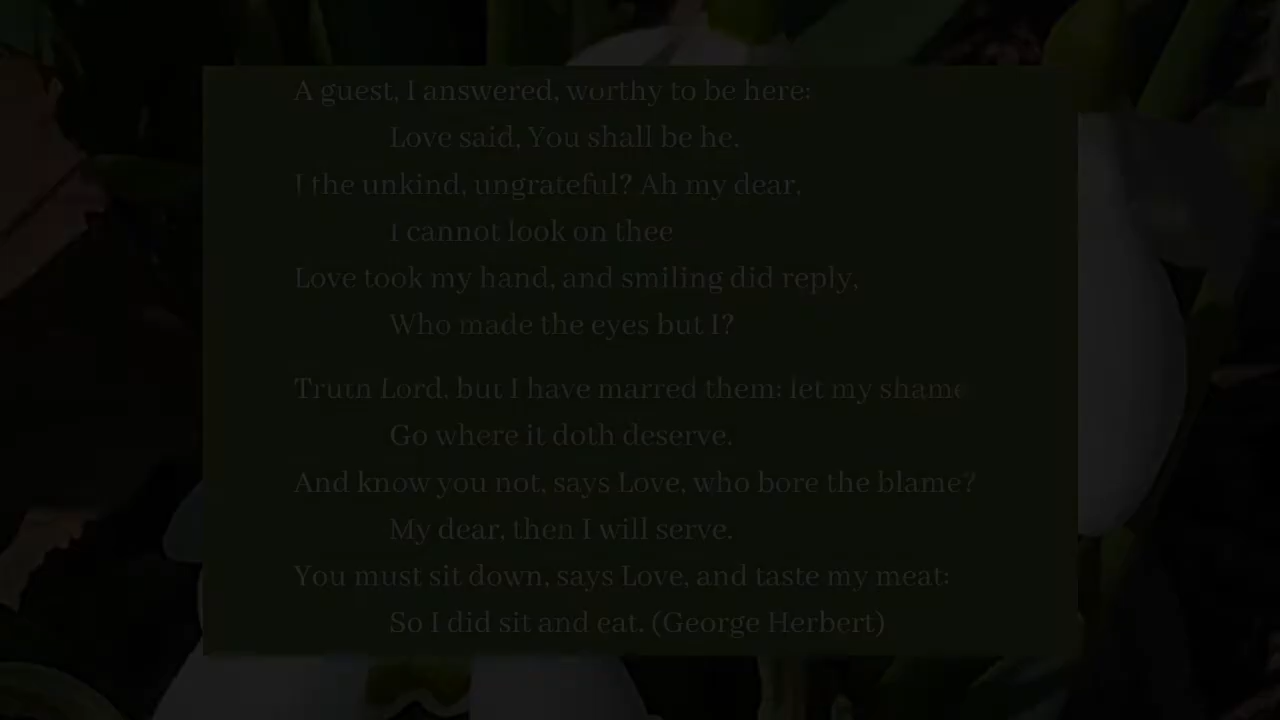 A guest, I answered, worthy to be here:
Love said, You shall be he.
I the unkind, ungrateful? Ah my dear,
I cannot look on thee
Love took my hand, and smiling did reply,
Who made the eyes but I?
Truth Lord, but I have marred them: let my shame
Go where it doth deserve.
And know you not, says Love, who bore the blame?
My dear, then I will serve.
You must sit down, says Love, and taste my meat:
So I did sit and eat. (George Herbert)